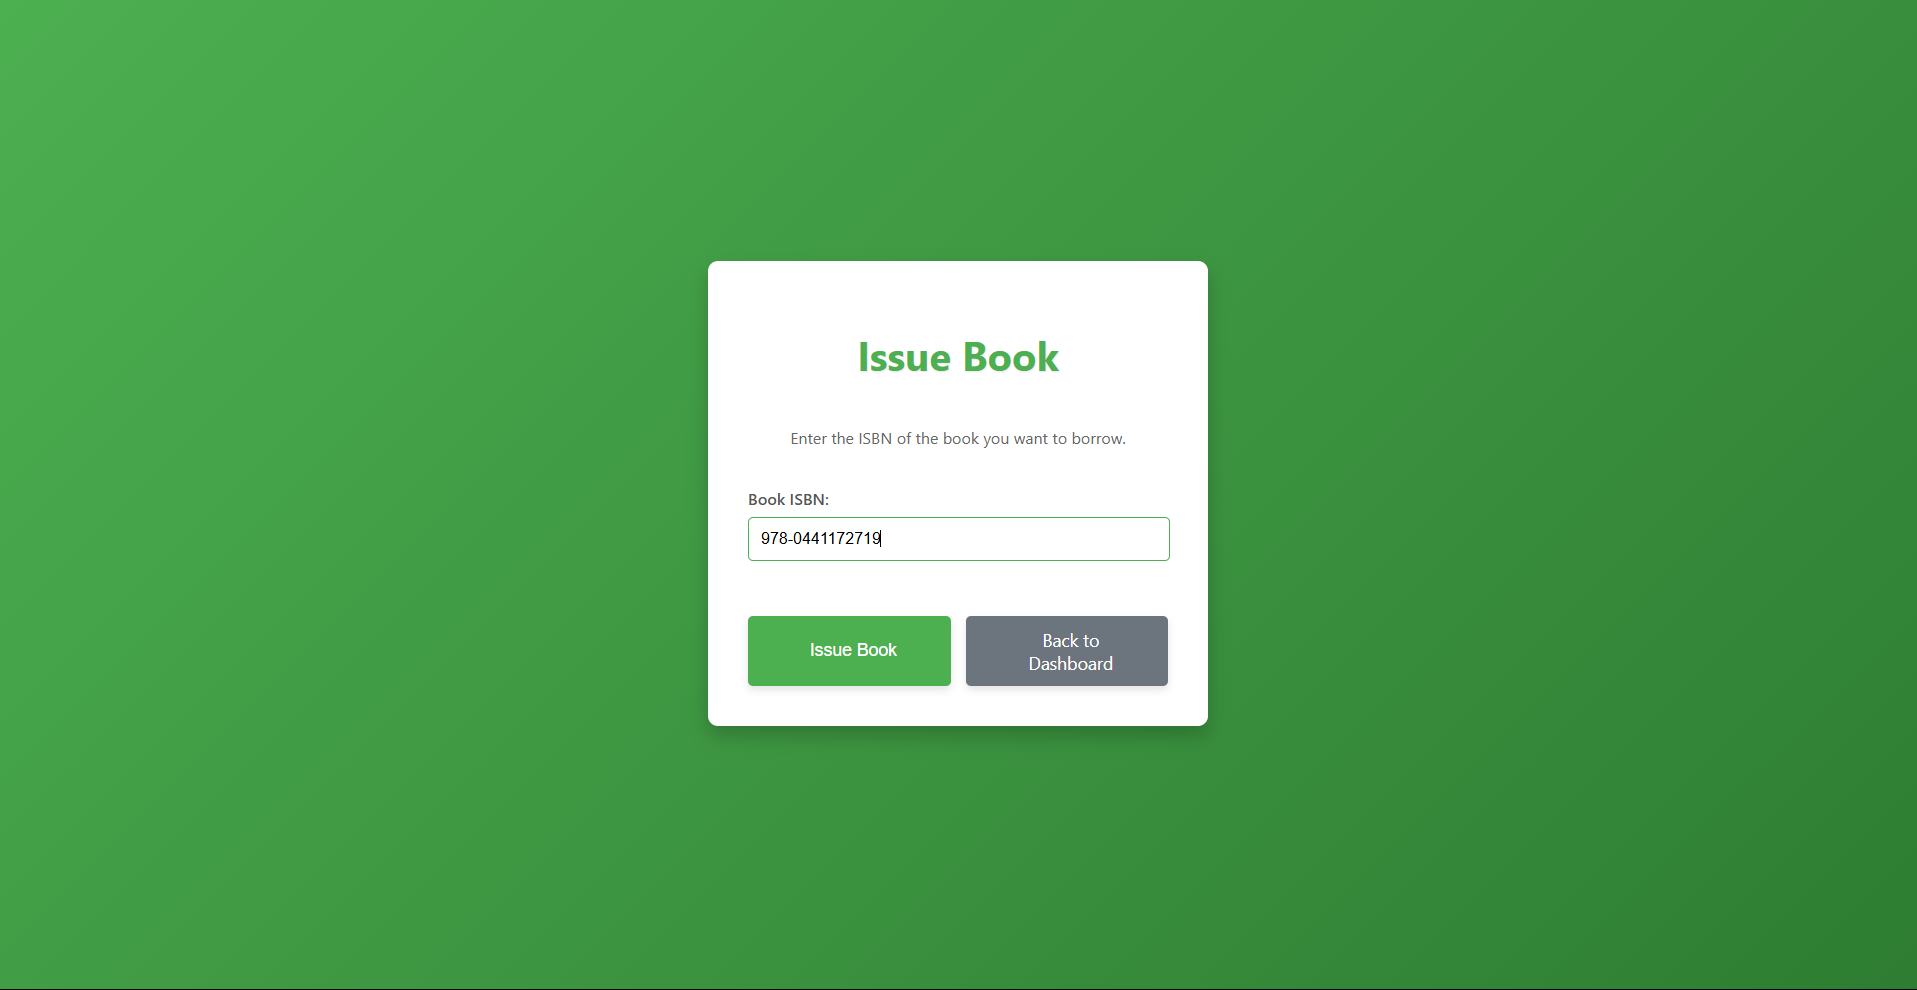 Issue Book
Enter the ISBN of the book you want to borrow.
Book ISBN:
978-0441172719
Issue Book
Back to
Dashboard